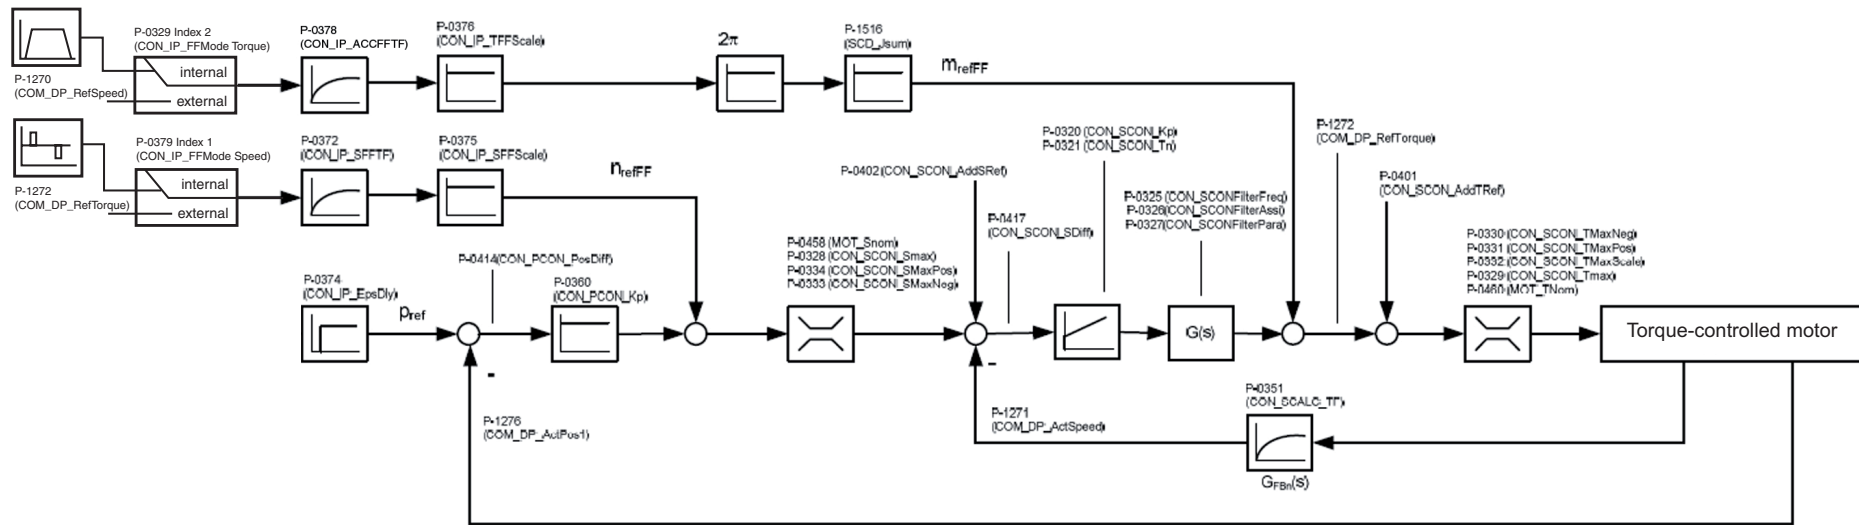 P-0329 Index 2
(CON_IP_FFMode Torque)
P-1270
(COM_DP_RefSpeed)
internal
external
P-0378
(CON_IP_ACCFFTF)
P-0376
(CON_IP_TFFScale)
2π
P-1516
(SCD_Jsum)
mrefFF
P-0379 Index 1
(CON_IP_FFMode Speed)
P-1272
(COM_DP_RefTorque)
internal
external
P-0372
(CON_IP_SFFTF)
P-0375
(CON_IP_SFFScale)
nrefFF
P-0402 (CON_SCON_AddSRef)
P-0320 (CON_SCON_Kp)
P-0321 (CON_SCON_Tn)
P-1272
(COM_DP_RefTorque)
P-0401
(CON_SCON_AddTRef)
P-0325 (CON_SCONFilterFreq)
P-0326(CON_SCONFilterAssi)
P-0327(CON_SCONFilterPara)
P-0417
(CON_SCON_SDiff)
P-0458 (MOT_Snom)
P-0328 (CON_SCON_Smax)
P-0334 (CON_SCON_SMaxPos)
P-0333 (CON_SCON_SMaxNeg)
P-0330 (CON_SCON_TMaxNeg)
P-0331 (CON_SCON_TMaxPos)
P-0332 (CON_SCON_TMaxScale)
P-0329 (CON_SCON_Tmax)
P-0460 (MOT_TNom)
P-0414(CON_PCON_PosDiff)
P-0374
(CON_IP_EpsDly)
pref
P-0360
(CON_PCON_Kp)
G(s)
Torque-controlled motor
-
-
P-1276
(COM_DP_ActPos1)
P-1271
(COM_DP_ActSpeed)
P-0351
(CON_SCALC_TF)
GFBn(s)